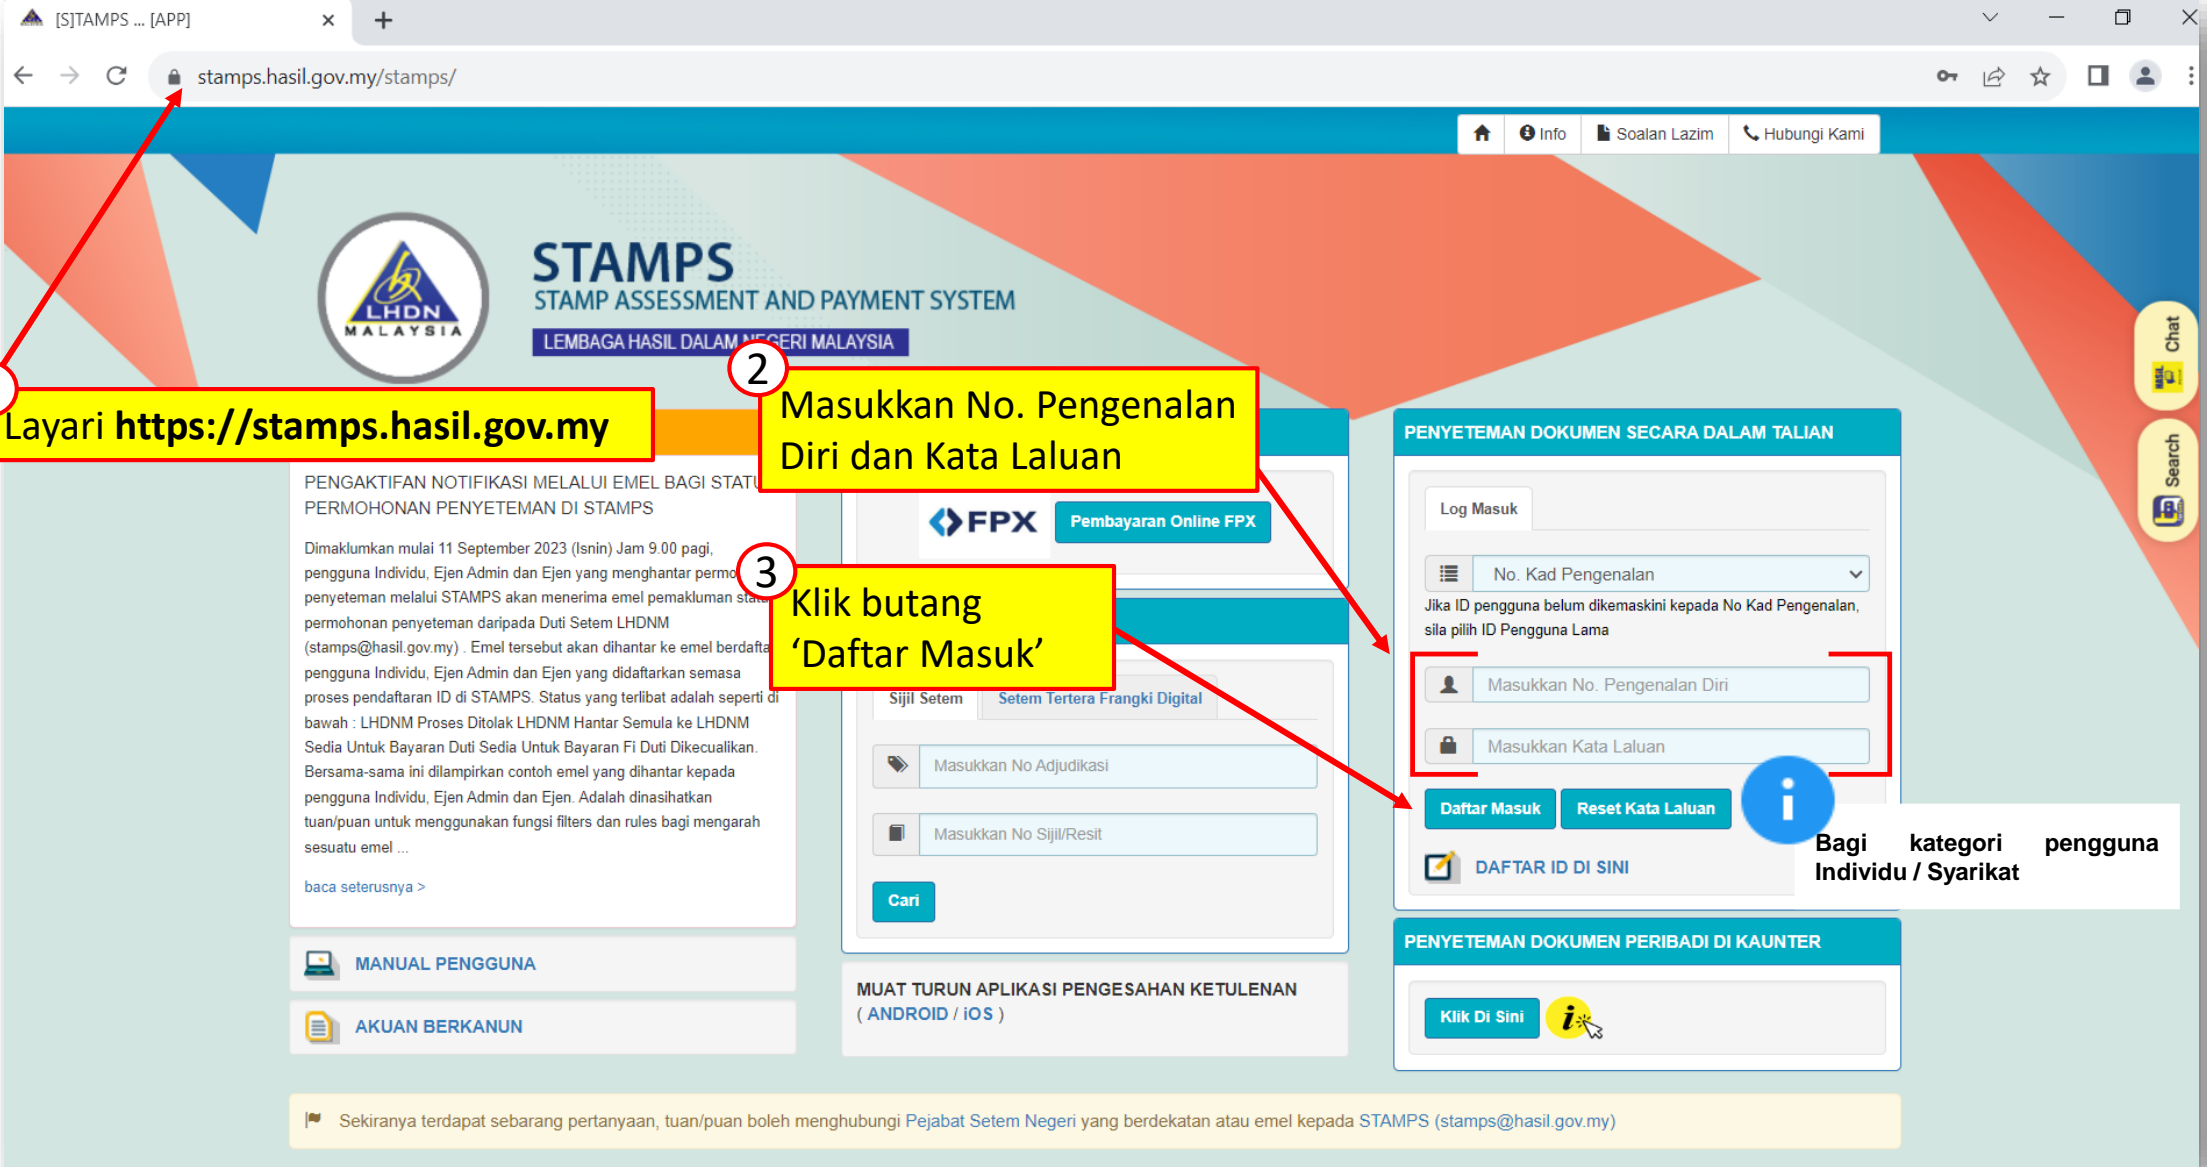 [S]TAMPS ... [APP]
stamps.hasil.gov.my/stamps/
Info
Soalan Lazim
Hubungi Kami
LHDN
MALAYSIA
STAMPS
STAMP ASSESSMENT AND PAYMENT SYSTEM
LEMBAGA HASIL DALAM NEGERI MALAYSIA
Chat
Search
Layari https://stamps.hasil.gov.my
2
Masukkan No. Pengenalan
Diri dan Kata Laluan
3
Klik butang
‘Daftar Masuk’
PENGAKTIFAN NOTIFIKASI MELALUI EMEL BAGI STATU
PERMOHONAN PENYETEMAN DI STAMPS
Dimaklumkan mulai 11 September 2023 (Isnin) Jam 9.00 pagi,
pengguna Individu, Ejen Admin dan Ejen yang menghantar permo
penyeteman melalui STAMPS akan menerima emel pemakluman statu
permohonan penyeteman daripada Duti Setem LHDNM
(stamps@hasil.gov.my) . Emel tersebut akan dihantar ke emel berdafta
pengguna Individu, Ejen Admin dan Ejen yang didaftarkan semasa
proses pendaftaran ID di STAMPS. Status yang terlibat adalah seperti di
bawah : LHDNM Proses Ditolak LHDNM Hantar Semula ke LHDNM
Sedia Untuk Bayaran Duti Sedia Untuk Bayaran Fi Duti Dikecualikan.
Bersama-sama ini dilampirkan contoh emel yang dihantar kepada
pengguna Individu, Ejen Admin dan Ejen. Adalah dinasihatkan
tuan/puan untuk menggunakan fungsi filters dan rules bagi mengarah
sesuatu emel ...
baca seterusnya >
MANUAL PENGGUNA
AKUAN BERKANUN
FPX
Pembayaran Online FPX
Sijil Setem
Setem Tertera Frangki Digital
Masukkan No Adjudikasi
Masukkan No Sijil/Resit
Cari
MUAT TURUN APLIKASI PENGESAHAN KETULENAN
( ANDROID / iOS )
PENYETEMAN DOKUMEN SECARA DALAM TALIAN
Log Masuk
No. Kad Pengenalan
Jika ID pengguna belum dikemaskini kepada No Kad Pengenalan,
sila pilih ID Pengguna Lama
Masukkan No. Pengenalan Diri
Masukkan Kata Laluan
Daftar Masuk
Reset Kata Laluan
DAFTAR ID DI SINI
Bagi kategori pengguna
Individu / Syarikat
PENYETEMAN DOKUMEN PERIBADI DI KAUNTER
Klik Di Sini
Sekiranya terdapat sebarang pertanyaan, tuan/puan boleh menghubungi Pejabat Setem Negeri yang berdekatan atau emel kepada STAMPS (stamps@hasil.gov.my)